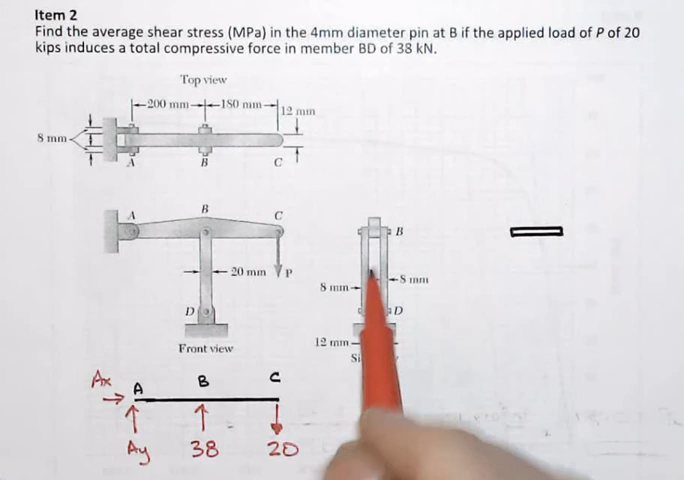 Item 2
Find the average shear stress (MPa) in the 4mm diameter pin at B if the applied load of P of 20
kips induces a total compressive force in member BD of 38 kN.
Top view
200 mm
180 mm
12 mm
8 mm
A
B
C
A
B
C
B
20 mm
P
8 mm
8 mm
D
D
12 mm
Front view
Si
Ax
A
B
C
Ay
38
20